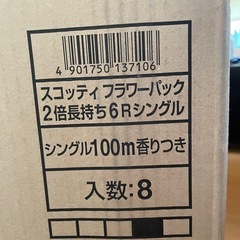 4 901750 137106
スコッティ フラワーパック
2倍長持ち6Rシングル
シングル100m香りつき
入数:8